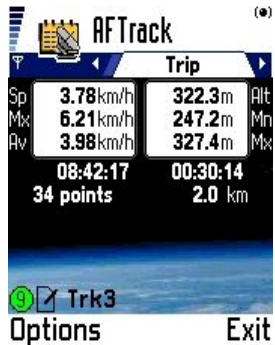 AFTrack
Trip
Sp 3.78km/h 322.3m Alt
Mx 6.21km/h 247.2m Mn
Av 3.98km/h 327.4m Mx
08:42:17 00:30:14
34 points 2.0 km
9 Trk3
Options Exit